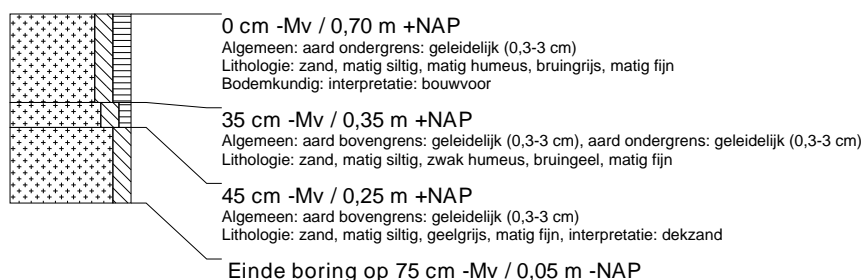 0 cm -Mv / 0,70 m +NAP
Algemeen: aard ondergrens: geleidelijk (0,3-3 cm)
Lithologie: zand, matig siltig, matig humeus, bruingrijs, matig fijn
Bodemkundig: interpretatie: bouwvoor
35 cm -Mv / 0,35 m +NAP
Algemeen: aard bovengrens: geleidelijk (0,3-3 cm), aard ondergrens: geleidelijk (0,3-3 cm)
Lithologie: zand, matig siltig, zwak humeus, bruingeel, matig fijn
45 cm -Mv / 0,25 m +NAP
Algemeen: aard bovengrens: geleidelijk (0,3-3 cm)
Lithologie: zand, matig siltig, geelgrijs, matig fijn, interpretatie: dekzand
Einde boring op 75 cm -Mv / 0,05 m -NAP